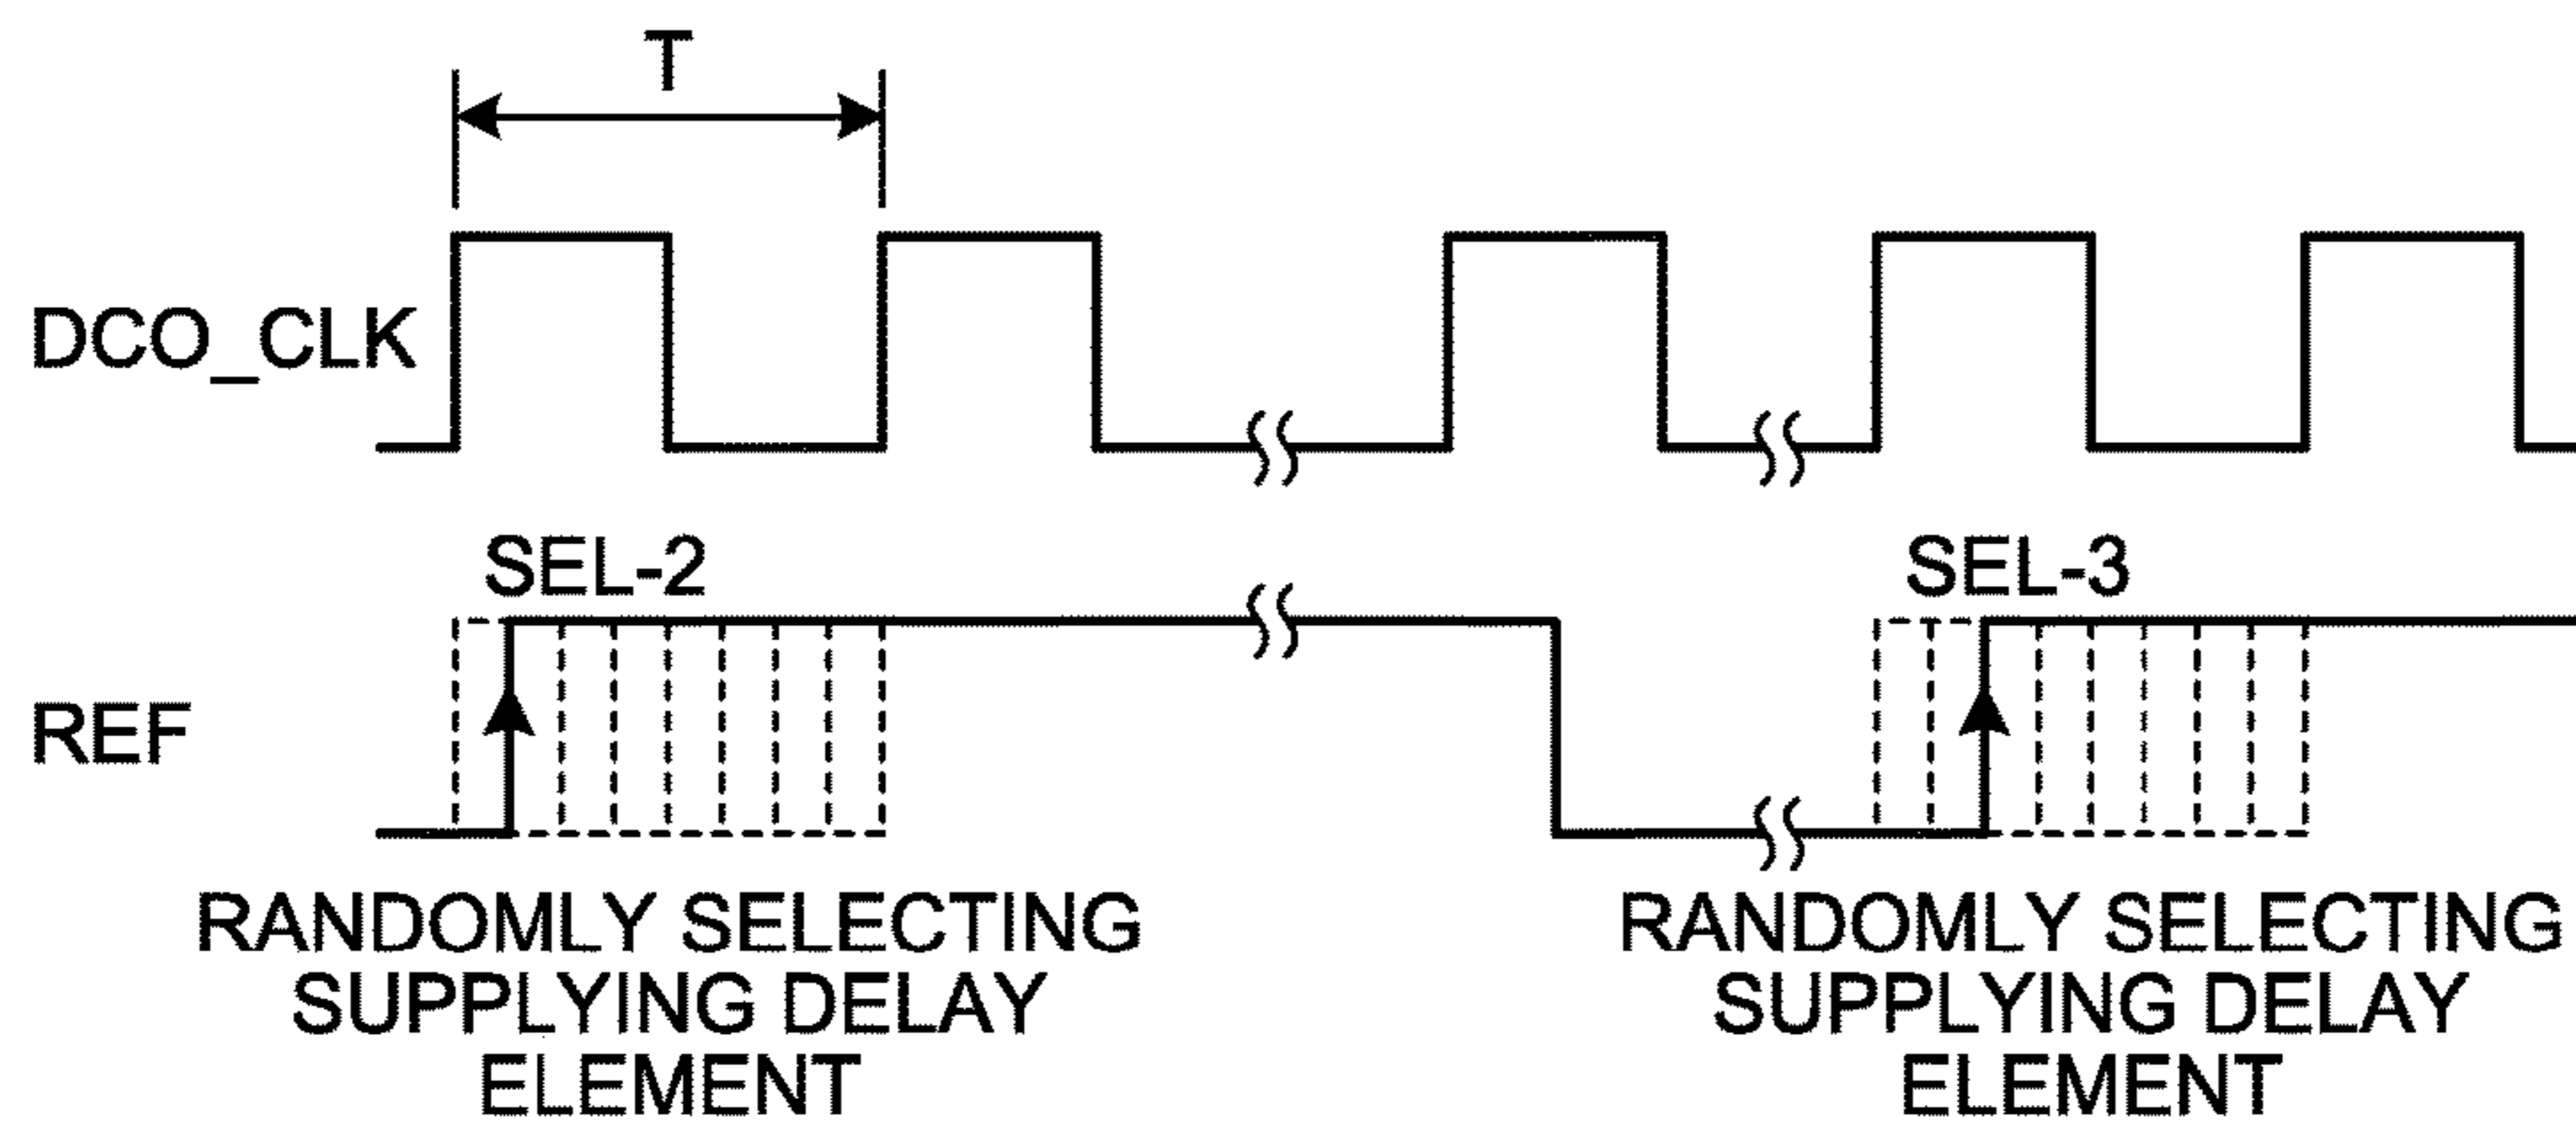 T
DCO_CLK
SEL-2
SEL-3
REF
RANDOMLY SELECTING
SUPPLYING DELAY
ELEMENT
RANDOMLY SELECTING
SUPPLYING DELAY
ELEMENT